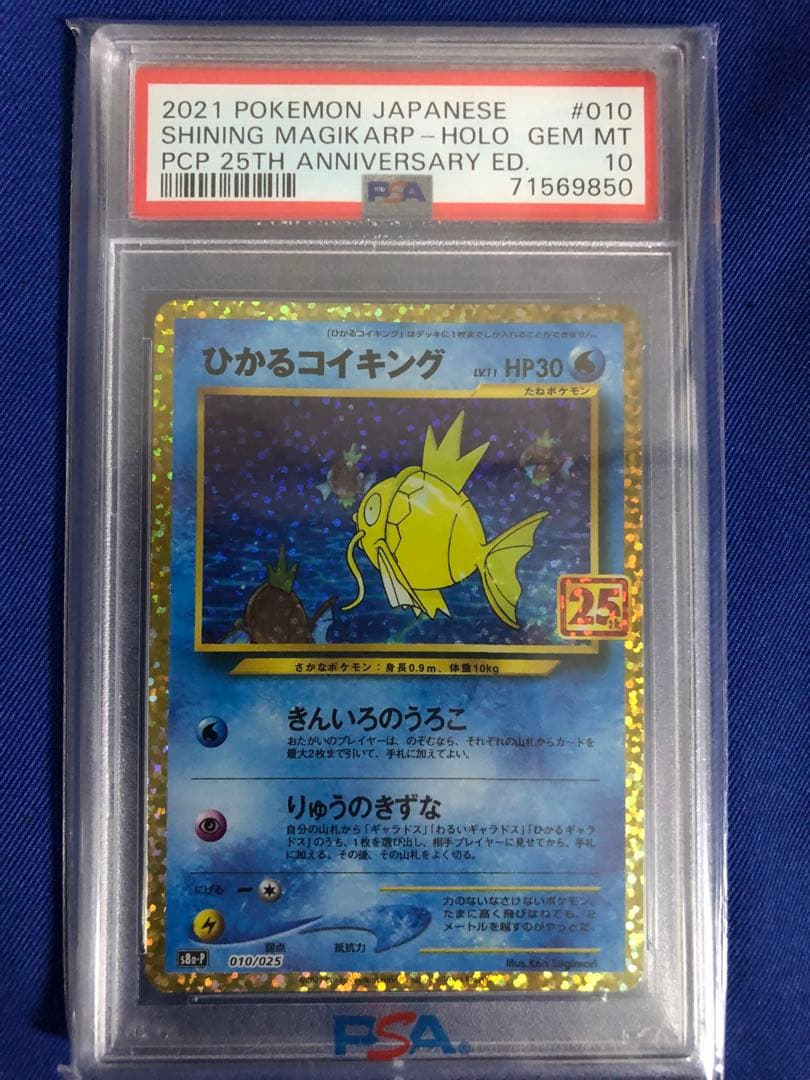 2021 POKEMON JAPANESE #010
SHINING MAGIKARP-HOLO GEM MT
PCP 25TH ANNIVERSARY ED. 10
PSA 71569850
「ひかるコイキング」はデッキに1枚までしか入れることができません。
ひかるコイキング LV.11 HP30
たねポケモン
25th
さかなポケモン：身長0.9m、体重10kg
きんいろのうろこ
おたがいのプレイヤーは、のぞむなら、それぞれの山札からカードを
最大2枚まで引いて、手札に加えてよい。
りゅうのきずな
自分の山札から「ギャラドス」「わるいギャラドス」「ひかるギャラ
ドス」のうち、1枚を選び出し、相手プレイヤーに見せてから、手札
に加える。その後、その山札をよく切る。
にげる
力のないなさけないポケモン。
たまに高く飛びはねても、2
メートルを越すのがやっとだ。
弱点 抵抗力
s8a-P 010/025
Illus.Ken Sugimori
PSA®